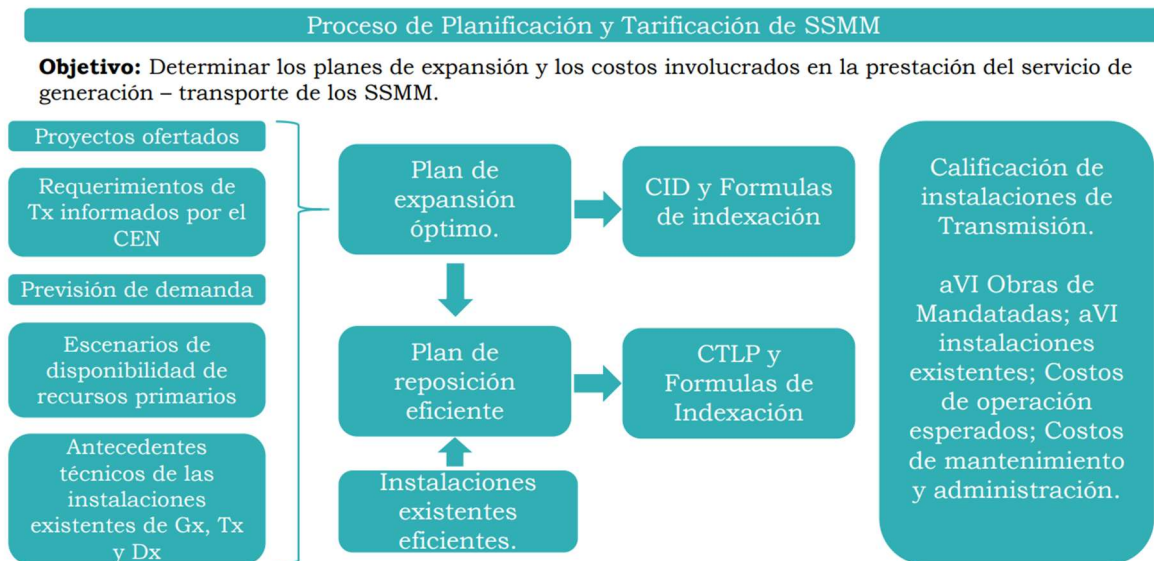 Proceso de Planificación y Tarificación de SSMM
Objetivo: Determinar los planes de expansión y los costos involucrados en la prestación del servicio de
generación – transporte de los SSMM.
Proyectos ofertados
Requerimientos de
Tx informados por el
CEN
Previsión de demanda
Escenarios de
disponibilidad de
recursos primarios
Antecedentes
técnicos de las
instalaciones
existentes de Gx, Tx
y Dx
Plan de
expansión
óptimo.
CID y Formulas
de indexación
Plan de
reposición
eficiente
CTLP y
Formulas de
Indexación
Instalaciones
existentes
eficientes.
Calificación de
instalaciones de
Transmisión.
aVI Obras de
Mandatadas; aVI
instalaciones
existentes; Costos
de operación
esperados; Costos
de mantenimiento
y administración.